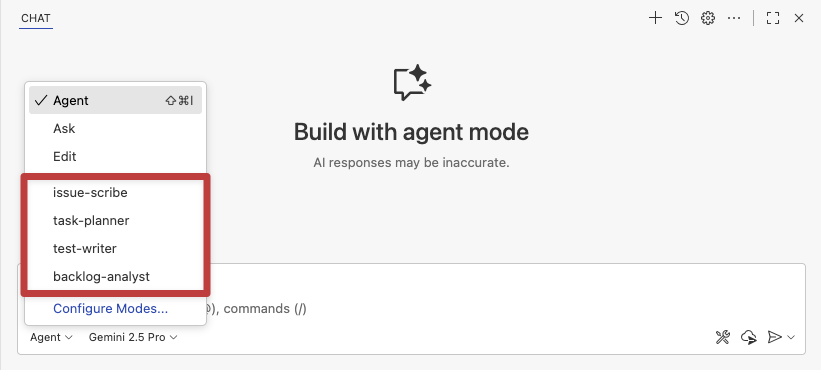 CHAT
Build with agent mode
AI responses may be inaccurate.
Agent ⇧⌘I
Ask
Edit
issue-scribe
task-planner
test-writer
backlog-analyst
Configure Modes...
), commands (/)
Agent
Gemini 2.5 Pro